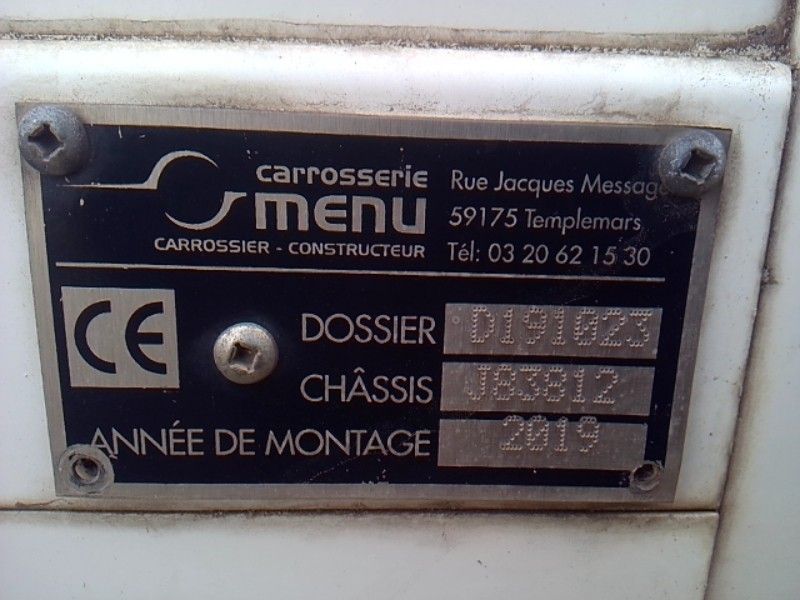 carrosserie
menu
CARROSSIER - CONSTRUCTEUR
Rue Jacques Message
59175 Templemars
Tél: 03 20 62 15 30
CE
DOSSIER D191023
CHÂSSIS J83812
ANNÉE DE MONTAGE 2019